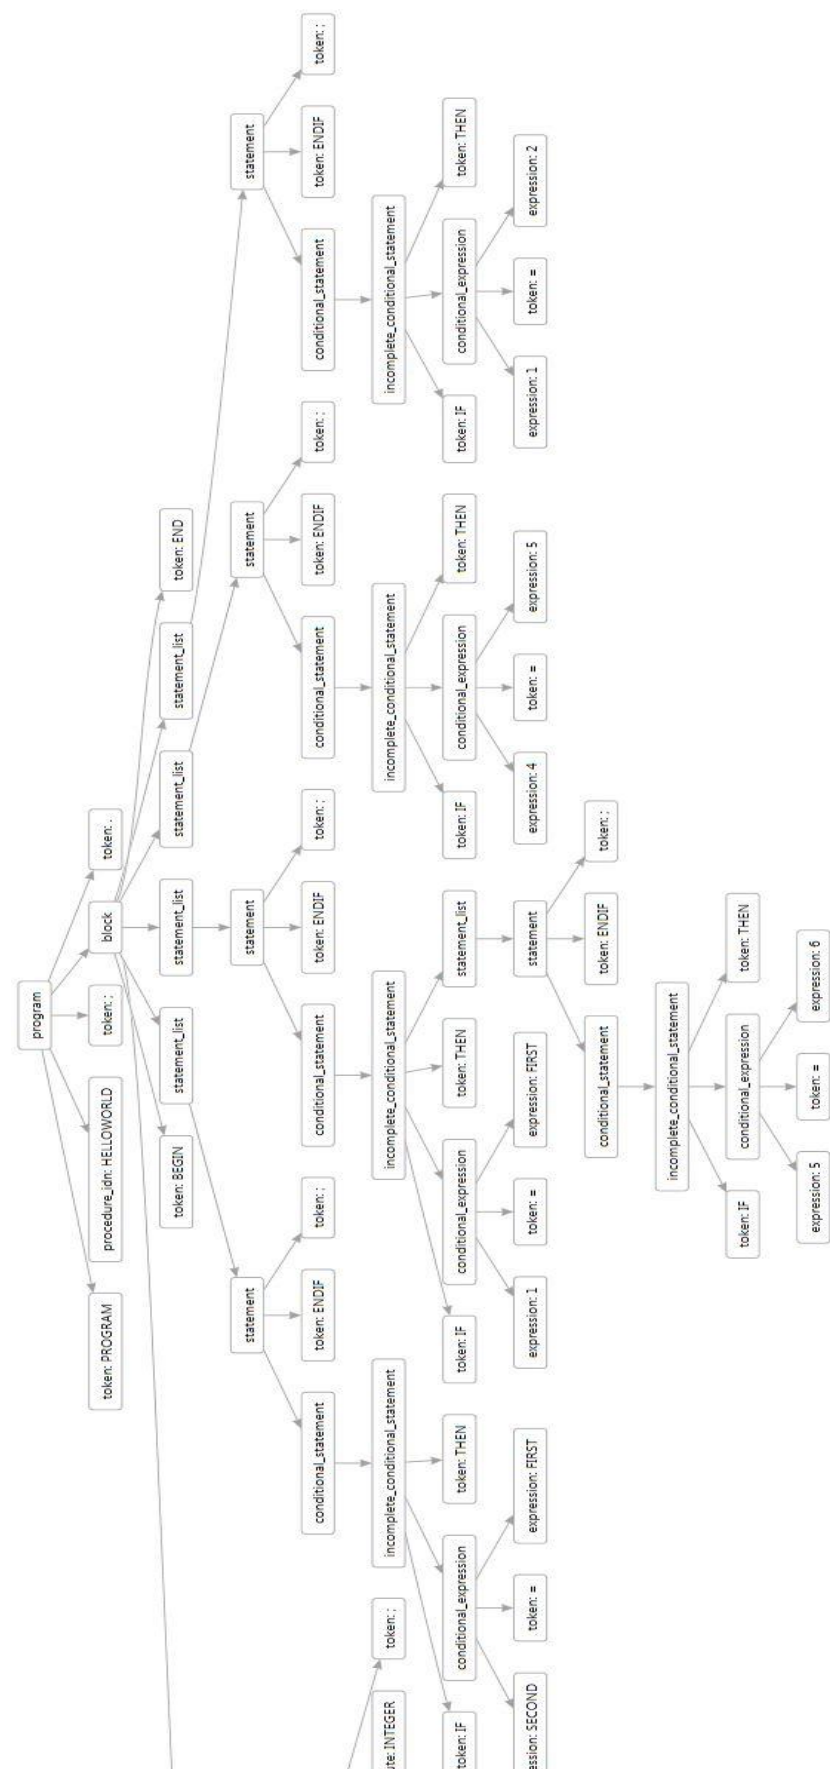 program
token: PROGRAM
procedure_idn: HELLOWORLD
token: ;
block
token: .
token: BEGIN
statement_list
statement_list
statement_list
statement_list
token: END
statement
statement
statement
statement
conditional_statement
token: ENDIF
token: ;
conditional_statement
token: ENDIF
token: ;
conditional_statement
token: ENDIF
token: ;
conditional_statement
token: ENDIF
token: ;
ute: INTEGER
token: ;
incomplete_conditional_statement
incomplete_conditional_statement
incomplete_conditional_statement
incomplete_conditional_statement
token: IF
conditional_expression
token: THEN
token: IF
conditional_expression
token: THEN
statement_list
token: IF
conditional_expression
token: THEN
token: IF
conditional_expression
token: THEN
ession: SECOND
token: =
expression: FIRST
expression: 1
token: =
expression: FIRST
statement
expression: 4
token: =
expression: 5
expression: 1
token: =
expression: 2
conditional_statement
token: ENDIF
token: ;
incomplete_conditional_statement
token: IF
conditional_expression
token: THEN
expression: 5
token: =
expression: 6